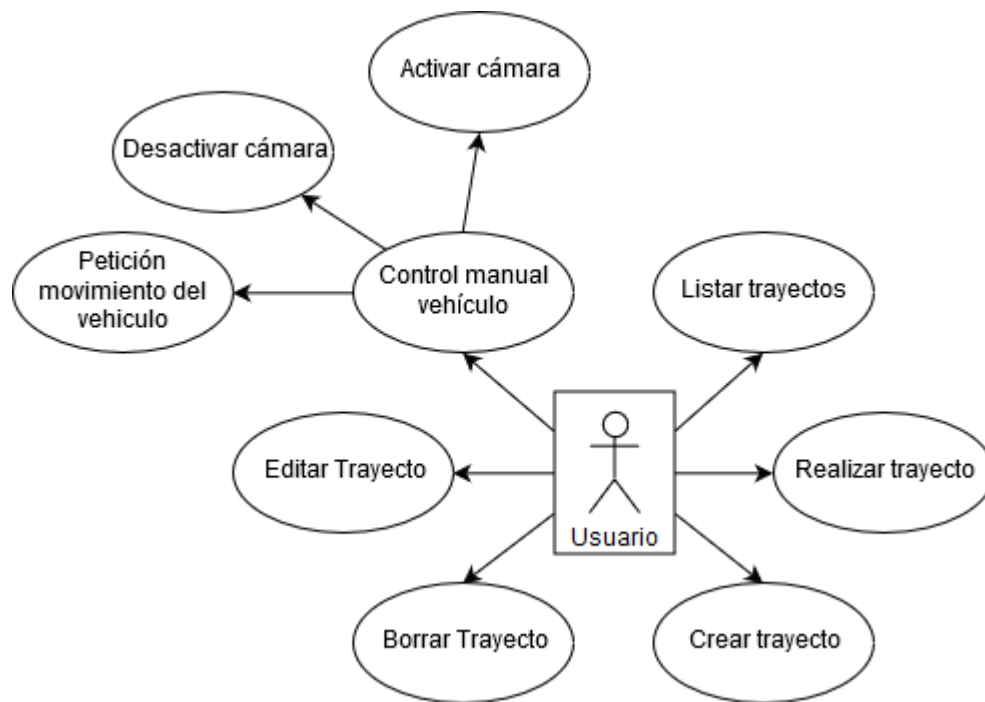 Activar cámara
Desactivar cámara
Petición
movimiento del
vehiculo
Control manual
vehículo
Listar trayectos
Editar Trayecto
Usuario
Realizar trayecto
Borrar Trayecto
Crear trayecto